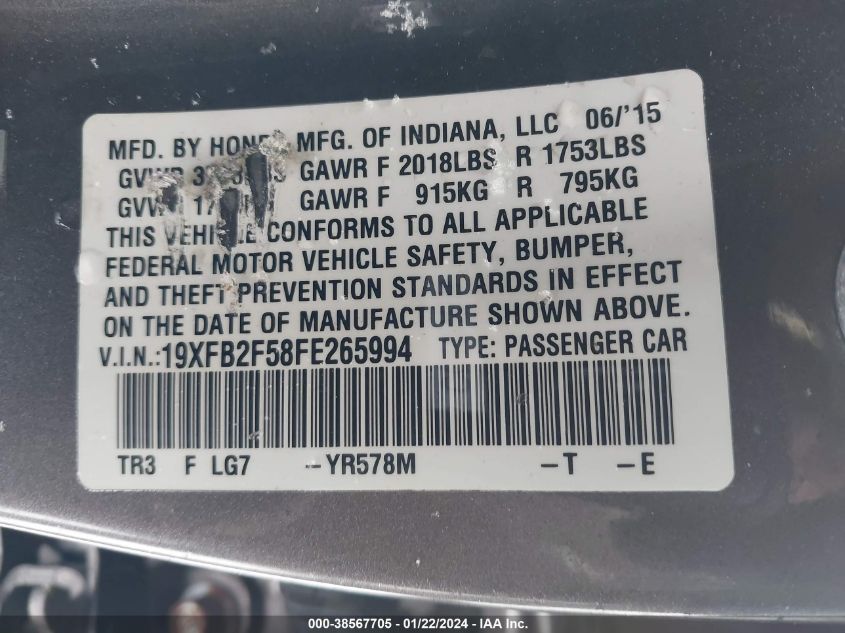 MFD. BY MFG. OF INDIANA, LLC 06/'15
GAWR F 2018LBS R 1753LBS
GAWR F 915KG R 795KG
THIS VEHICLE CONFORMS TO ALL APPLICABLE
FEDERAL MOTOR VEHICLE SAFETY, BUMPER,
AND THEFT PREVENTION STANDARDS IN EFFECT
ON THE DATE OF MANUFACTURE SHOWN ABOVE.
V.I.N.:19XFB2F58FE265994 TYPE: PASSENGER CAR
TR3 F LG7 --YR578M --T --E
000-38567705 - 01/22/2024 - IAA Inc.